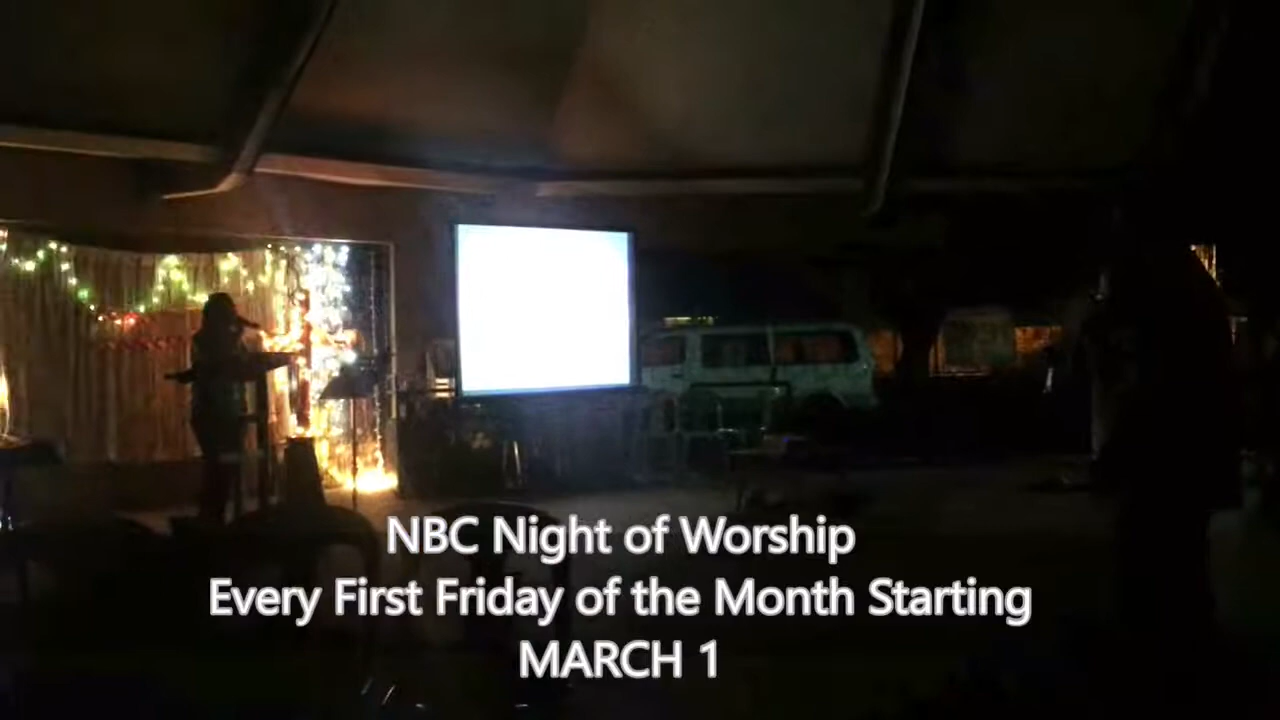 NBC Night of Worship
Every First Friday of the Month Starting
MARCH 1